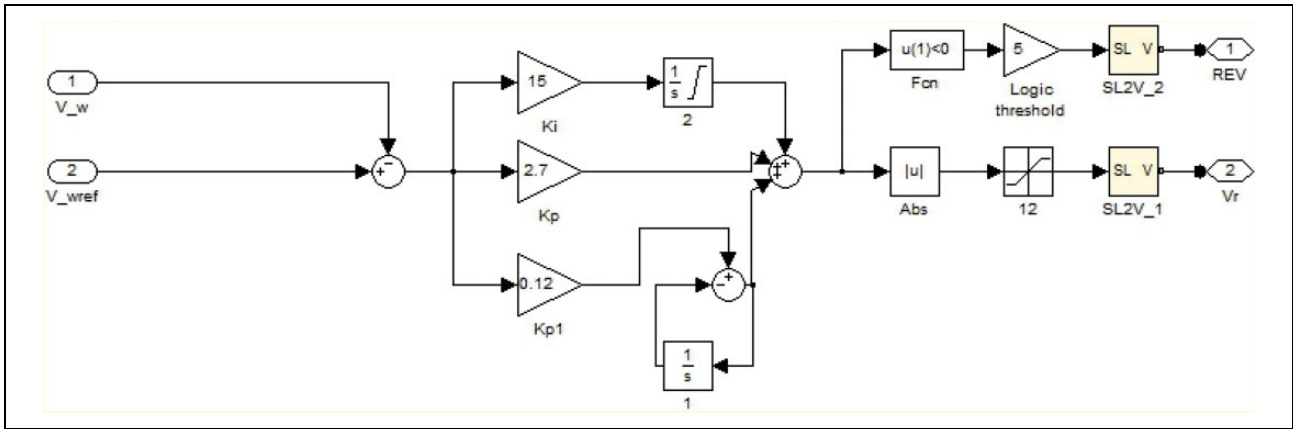 1
V_w
2
V_wref
-
+
15
Ki
2.7
Kp
0.12
Kp1
1
s
2
+
+
+
+
-
1
s
1
u(1)<0
Fcn
5
Logic
threshold
SL V
SL2V_2
1
REV
|u|
Abs
12
SL V
SL2V_1
2
Vr